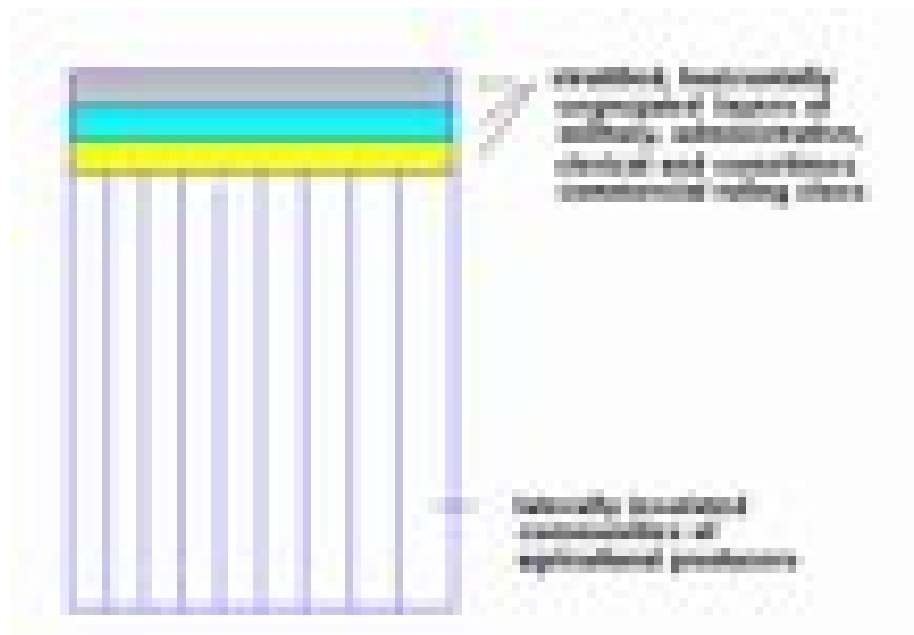 stratified, horizontally
segregated layers of
military, administrative,
clerical and sometimes
commercial ruling class
laterally insulated
communities of
agricultural producers